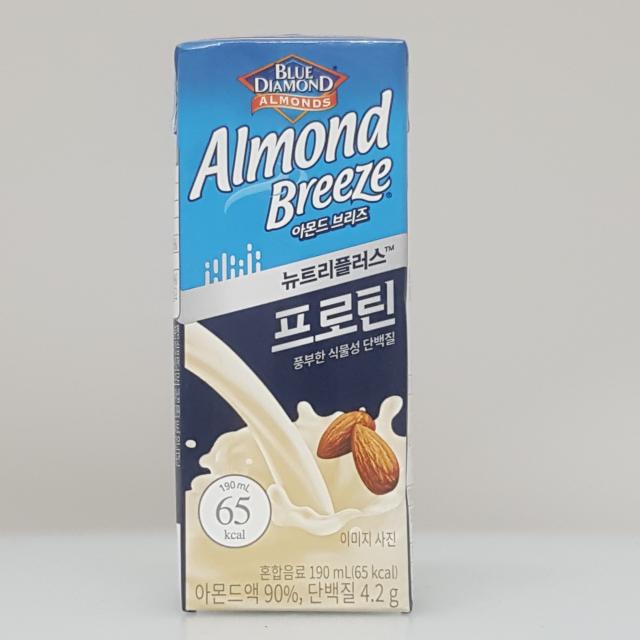 BLUE
DIAMOND
ALMONDS
Almond
Breeze®
아몬드 브리즈
뉴트리플러스™
프로틴
풍부한 식물성 단백질
190 mL
65
kcal
이미지 사진
혼합음료 190 mL(65 kcal)
아몬드액 90%, 단백질 4.2 g